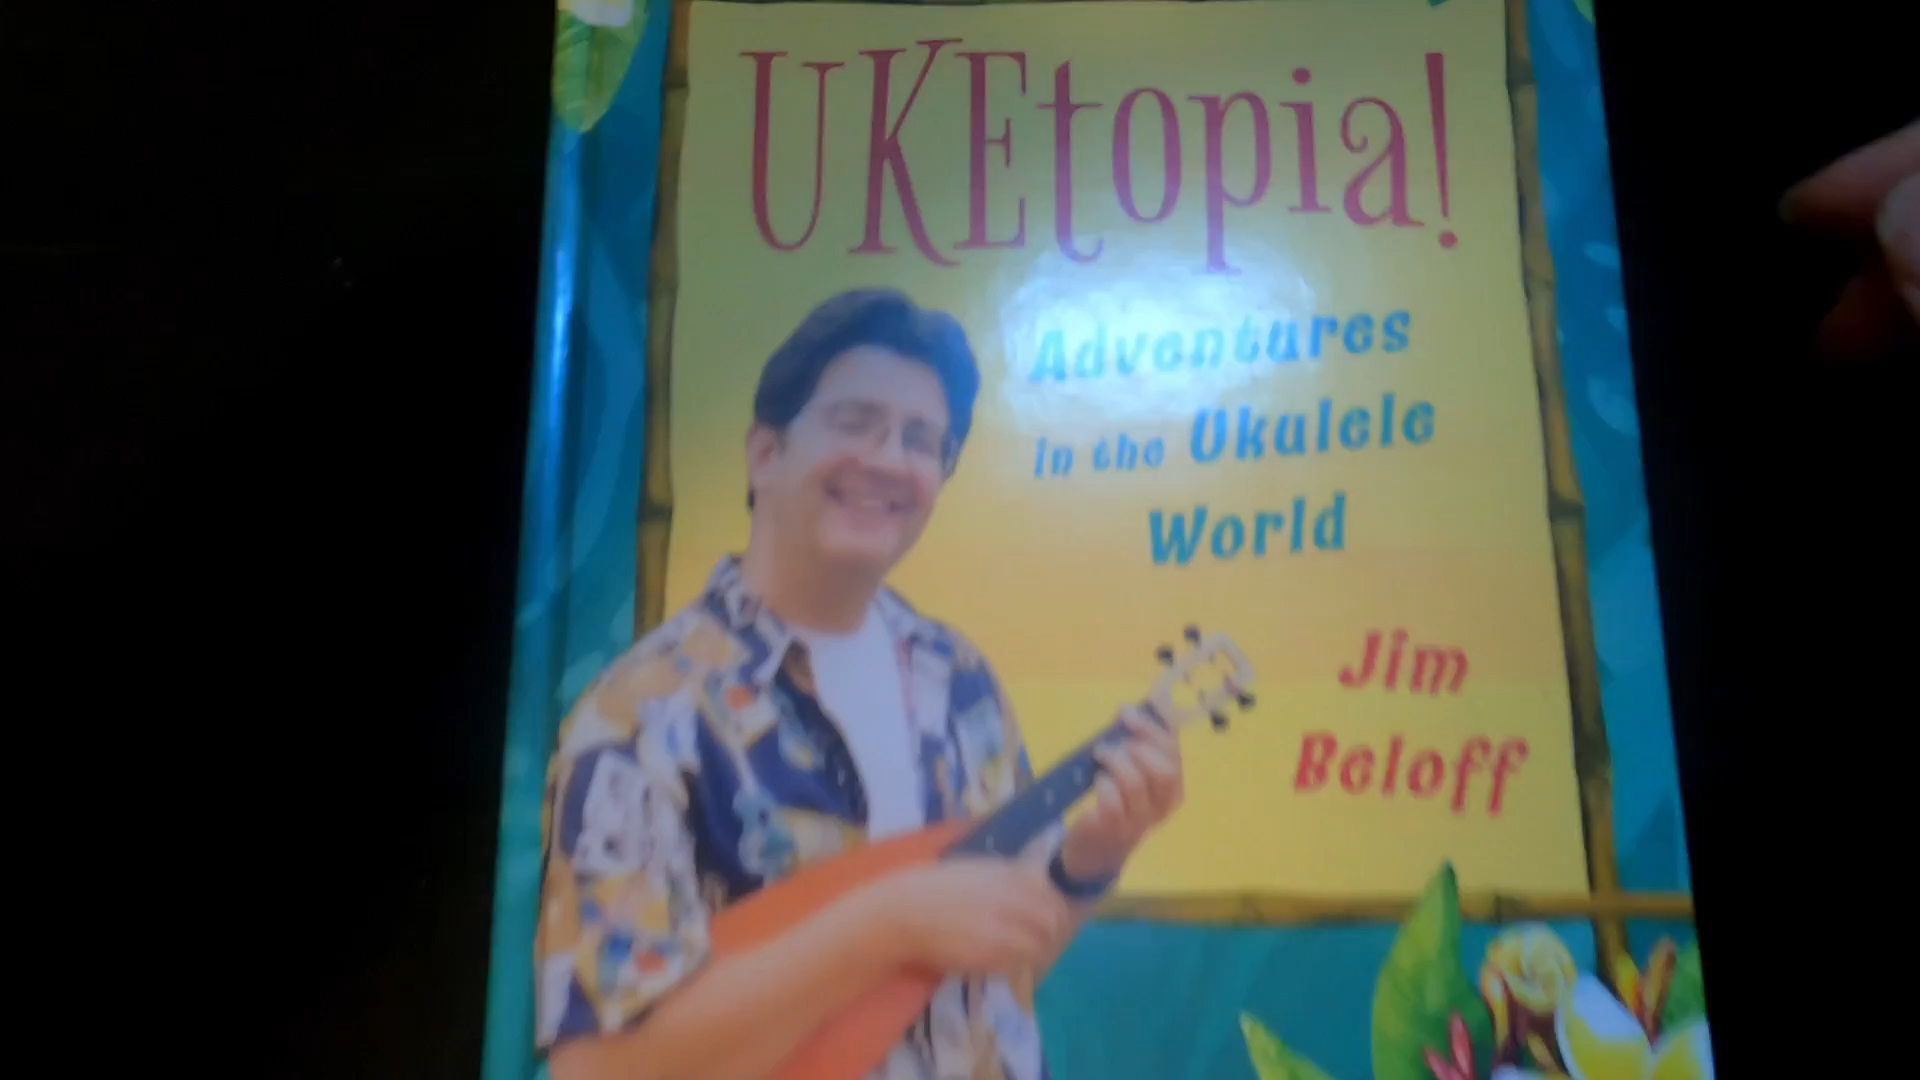 UKEtopia!
Adventures
in the Ukulele
World
Jim
Beloff